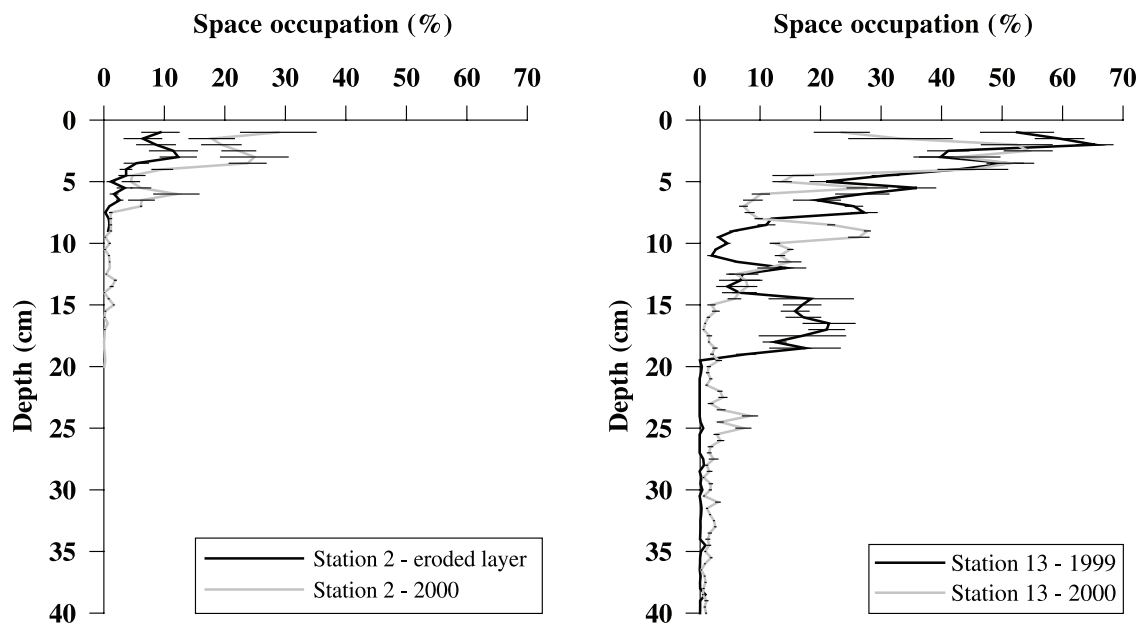 Space occupation (%)
0 10 20 30 40 50 60 70
0
5
10
15
20
25
30
35
40
Depth (cm)
Station 2 - eroded layer
Station 2 - 2000
Space occupation (%)
0 10 20 30 40 50 60 70
0
5
10
15
20
25
30
35
40
Depth (cm)
Station 13 - 1999
Station 13 - 2000